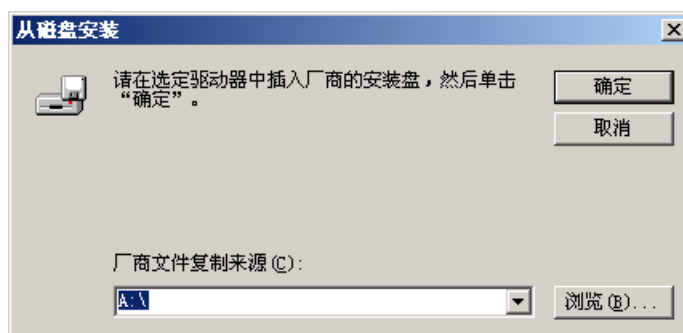 从磁盘安装
请在选定驱动器中插入厂商的安装盘，然后单击
“确定”。
确定
取消
厂商文件复制来源(C):
A:\
浏览(B)...